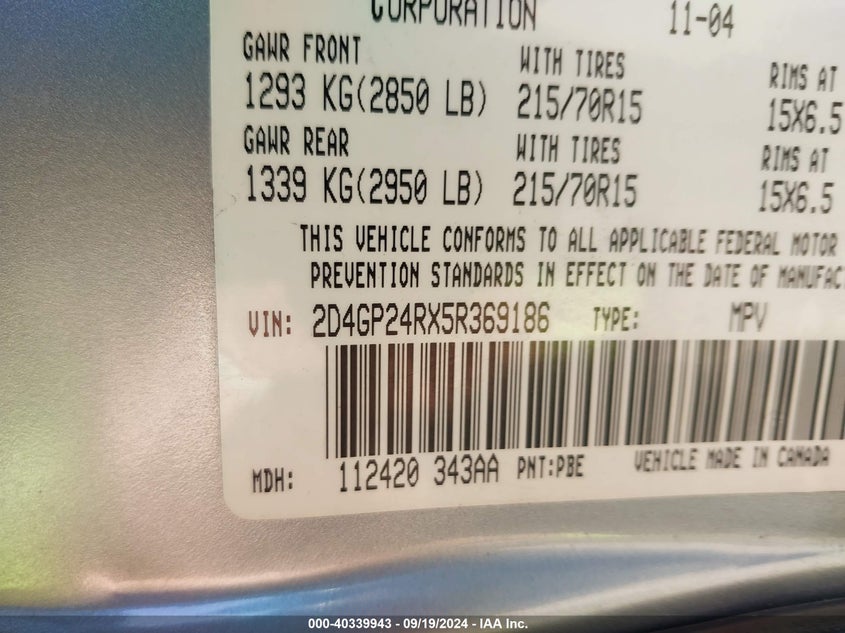 CORPORATION 11-04
GAWR FRONT WITH TIRES RIMS AT
1293 KG(2850 LB) 215/70R15 15X6.5
GAWR REAR WITH TIRES RIMS AT
1339 KG(2950 LB) 215/70R15 15X6.5
THIS VEHICLE CONFORMS TO ALL APPLICABLE FEDERAL MOTOR
PREVENTION STANDARDS IN EFFECT ON THE DATE OF MANUFAC
VIN: 2D4GP24RX5R369186 TYPE: MPV
MDH: 112420 343AA PNT:PBE VEHICLE MADE IN CANADA
000-40339943 - 09/19/2024 - IAA Inc.